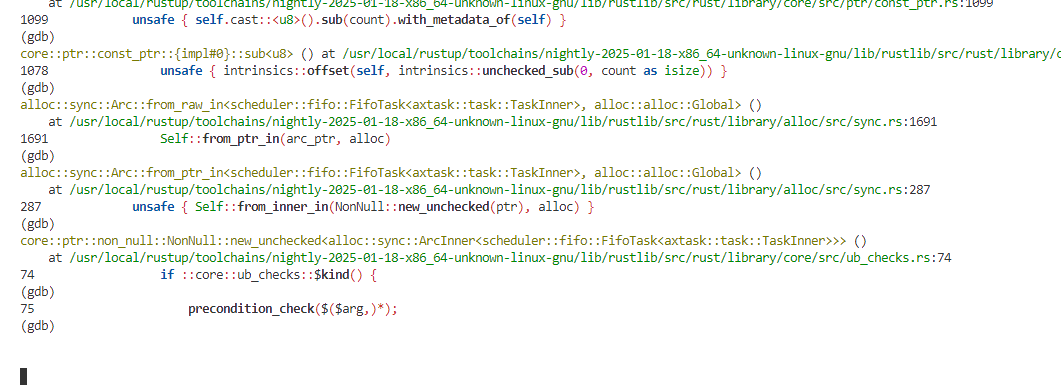 at /usr/local/rustup/toolchains/nightly-2025-01-18-x86_64-unknown-linux-gnu/lib/rustlib/src/rust/library/core/src/ptr/const_ptr.rs:1099
1099 unsafe { self.cast::<u8>().sub(count).with_metadata_of(self) }
(gdb)
core::ptr::const_ptr::{impl#0}::sub<u8> () at /usr/local/rustup/toolchains/nightly-2025-01-18-x86_64-unknown-linux-gnu/lib/rustlib/src/rust/library/c
1078 unsafe { intrinsics::offset(self, intrinsics::unchecked_sub(0, count as isize)) }
(gdb)
alloc::sync::Arc::from_raw_in<scheduler::fifo::FifoTask<axtask::task::TaskInner>, alloc::alloc::Global> ()
at /usr/local/rustup/toolchains/nightly-2025-01-18-x86_64-unknown-linux-gnu/lib/rustlib/src/rust/library/alloc/src/sync.rs:1691
1691 Self::from_ptr_in(arc_ptr, alloc)
(gdb)
alloc::sync::Arc::from_ptr_in<scheduler::fifo::FifoTask<axtask::task::TaskInner>, alloc::alloc::Global> ()
at /usr/local/rustup/toolchains/nightly-2025-01-18-x86_64-unknown-linux-gnu/lib/rustlib/src/rust/library/alloc/src/sync.rs:287
287 unsafe { Self::from_inner_in(NonNull::new_unchecked(ptr), alloc) }
(gdb)
core::ptr::non_null::NonNull::new_unchecked<alloc::sync::ArcInner<scheduler::fifo::FifoTask<axtask::task::TaskInner>>> ()
at /usr/local/rustup/toolchains/nightly-2025-01-18-x86_64-unknown-linux-gnu/lib/rustlib/src/rust/library/core/src/ub_checks.rs:74
74 if ::core::ub_checks::$kind() {
(gdb)
75 precondition_check($($arg,)*);
(gdb)